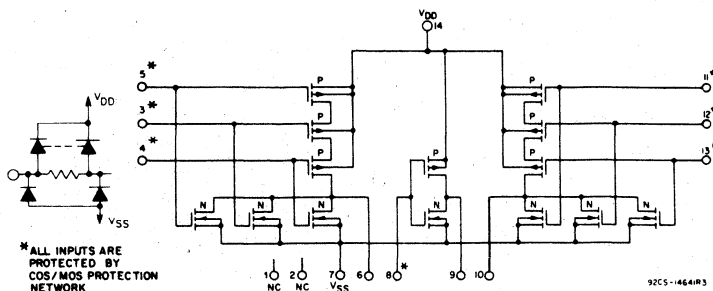 VDD
14
5*
3*
4*
11*
12*
13*
P
P
P
P
P
P
P
N
N
N
N
N
N
N
VDD
VSS
*ALL INPUTS ARE
PROTECTED BY
COS/MOS PROTECTION
NETWORK
1
NC
2
NC
7
VSS
6
8*
9
10
92CS-14641R3